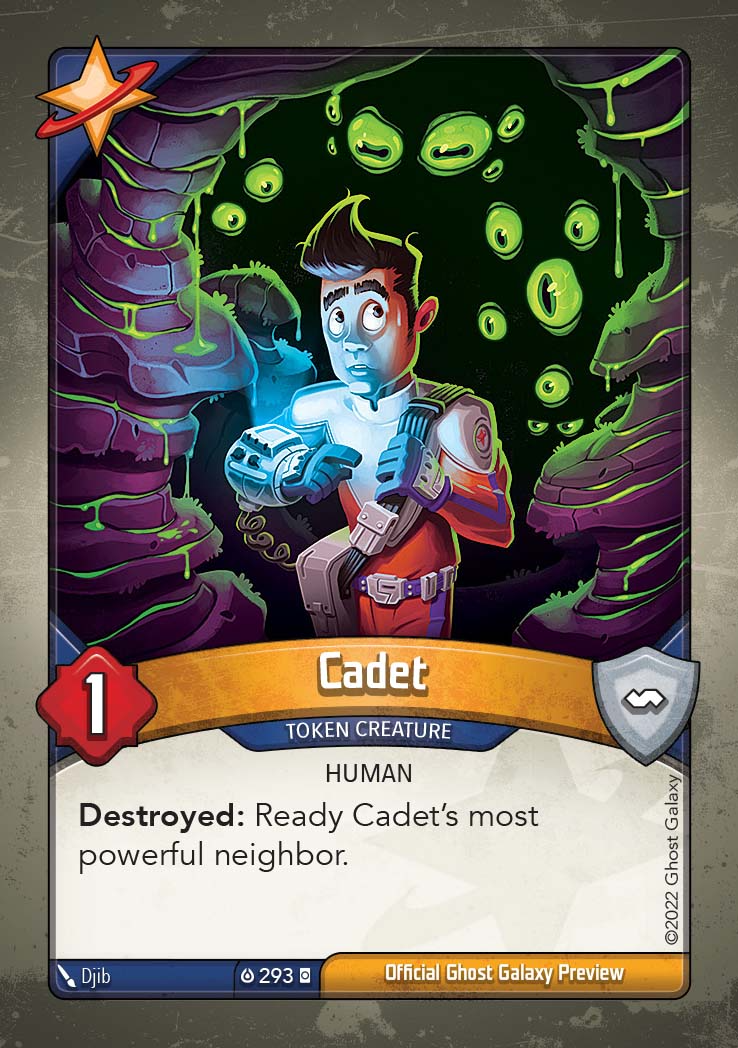 Cadet
1
TOKEN CREATURE
HUMAN
Destroyed: Ready Cadet's most
powerful neighbor.
©2022 Ghost Galaxy
Djib
293
Official Ghost Galaxy Preview